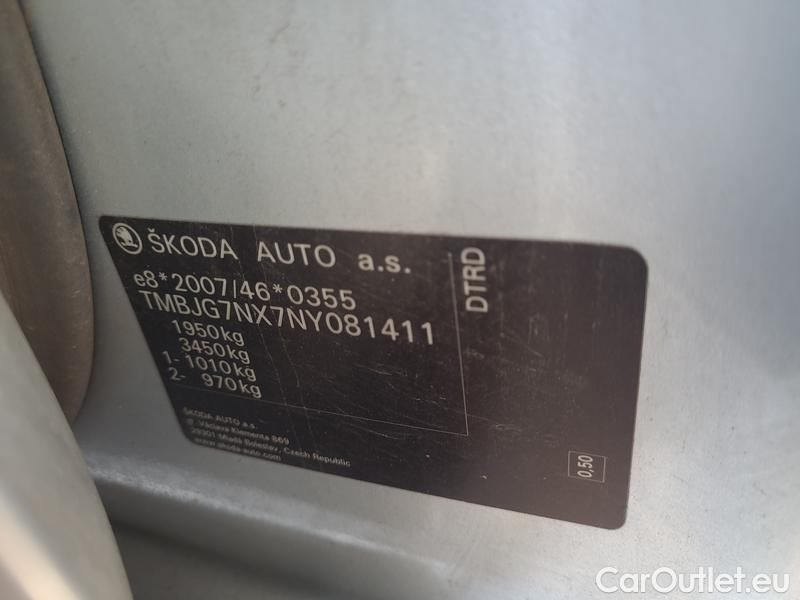 ŠKODA AUTO a.s.
e8*2007/46*0355
TMBJG7NX7NY081411
1950kg
3450kg
1- 1010kg
2- 970kg
DTRD
ŠKODA AUTO a.s.
tř. Václava Klementa 869
29301 Mladá Boleslav, Czech Republic
www.skoda-auto.com
0,50
CarOutlet.eu